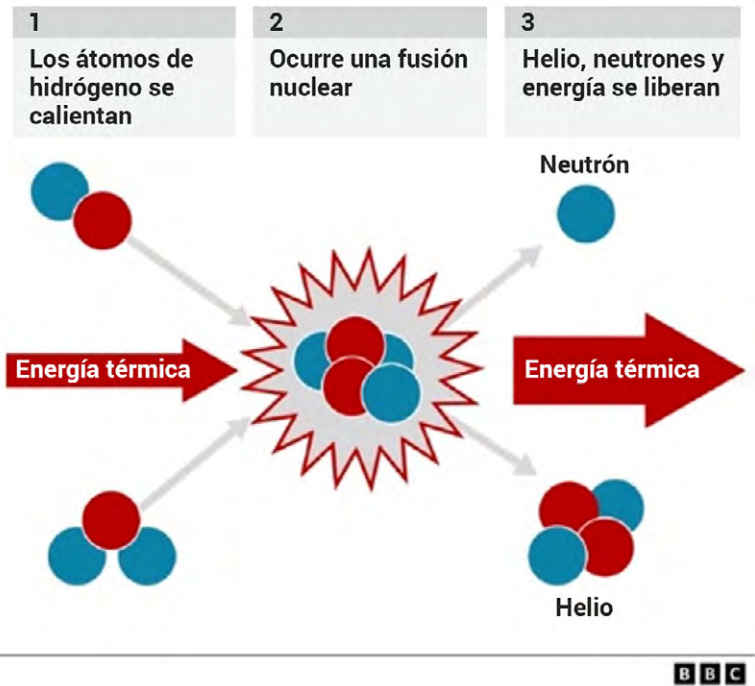 1
Los átomos de
hidrógeno se
calientan
2
Ocurre una fusión
nuclear
3
Helio, neutrones y
energía se liberan
Neutrón
Energía térmica
Energía térmica
Helio
BBC